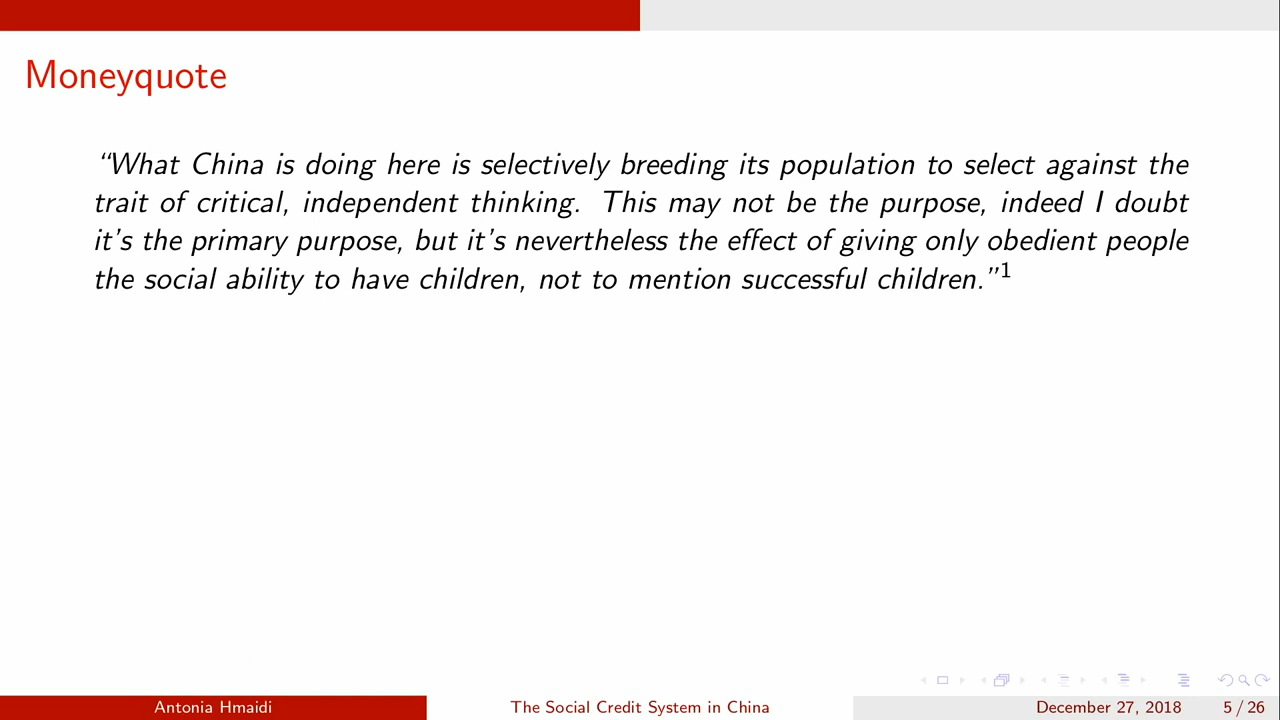 Moneyquote
“What China is doing here is selectively breeding its population to select against the
trait of critical, independent thinking. This may not be the purpose, indeed I doubt
it’s the primary purpose, but it’s nevertheless the effect of giving only obedient people
the social ability to have children, not to mention successful children.”1
Antonia Hmaidi
The Social Credit System in China
December 27, 2018
5 / 26